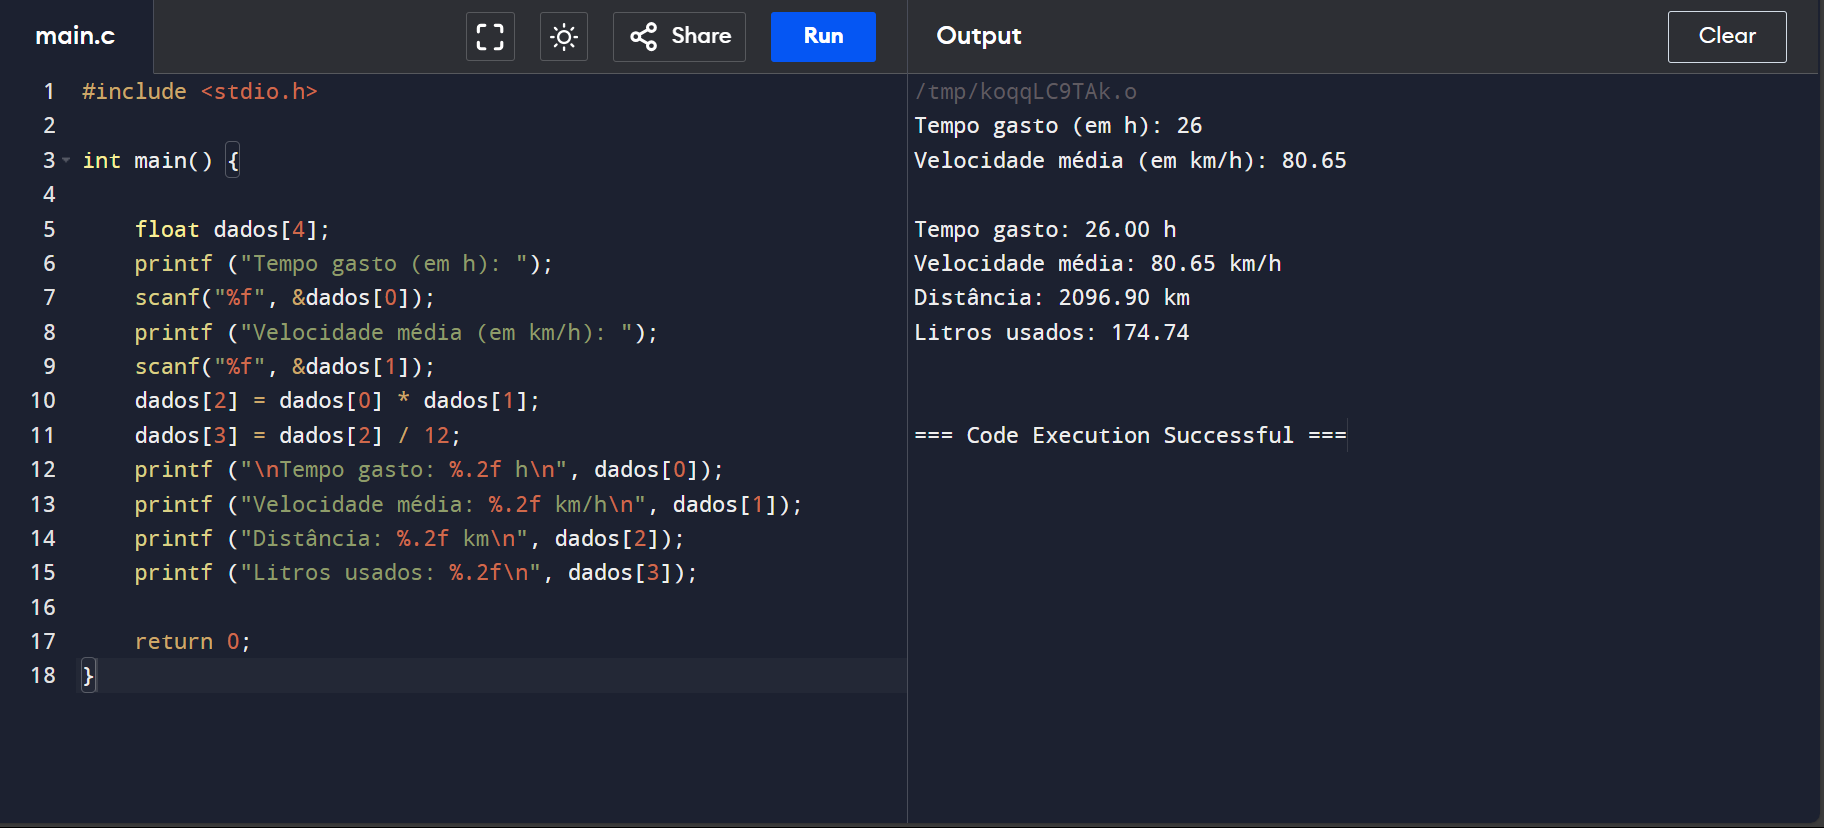 main.c
Share
Run
1 #include <stdio.h>
2
3 int main() {
4
5     float dados[4];
6     printf ("Tempo gasto (em h): ");
7     scanf("%f", &dados[0]);
8     printf ("Velocidade média (em km/h): ");
9     scanf("%f", &dados[1]);
10     dados[2] = dados[0] * dados[1];
11     dados[3] = dados[2] / 12;
12     printf ("\nTempo gasto: %.2f h\n", dados[0]);
13     printf ("Velocidade média: %.2f km/h\n", dados[1]);
14     printf ("Distância: %.2f km\n", dados[2]);
15     printf ("Litros usados: %.2f\n", dados[3]);
16
17     return 0;
18 }
Output
Clear
/tmp/koqqLC9TAk.o
Tempo gasto (em h): 26
Velocidade média (em km/h): 80.65
Tempo gasto: 26.00 h
Velocidade média: 80.65 km/h
Distância: 2096.90 km
Litros usados: 174.74
=== Code Execution Successful ===